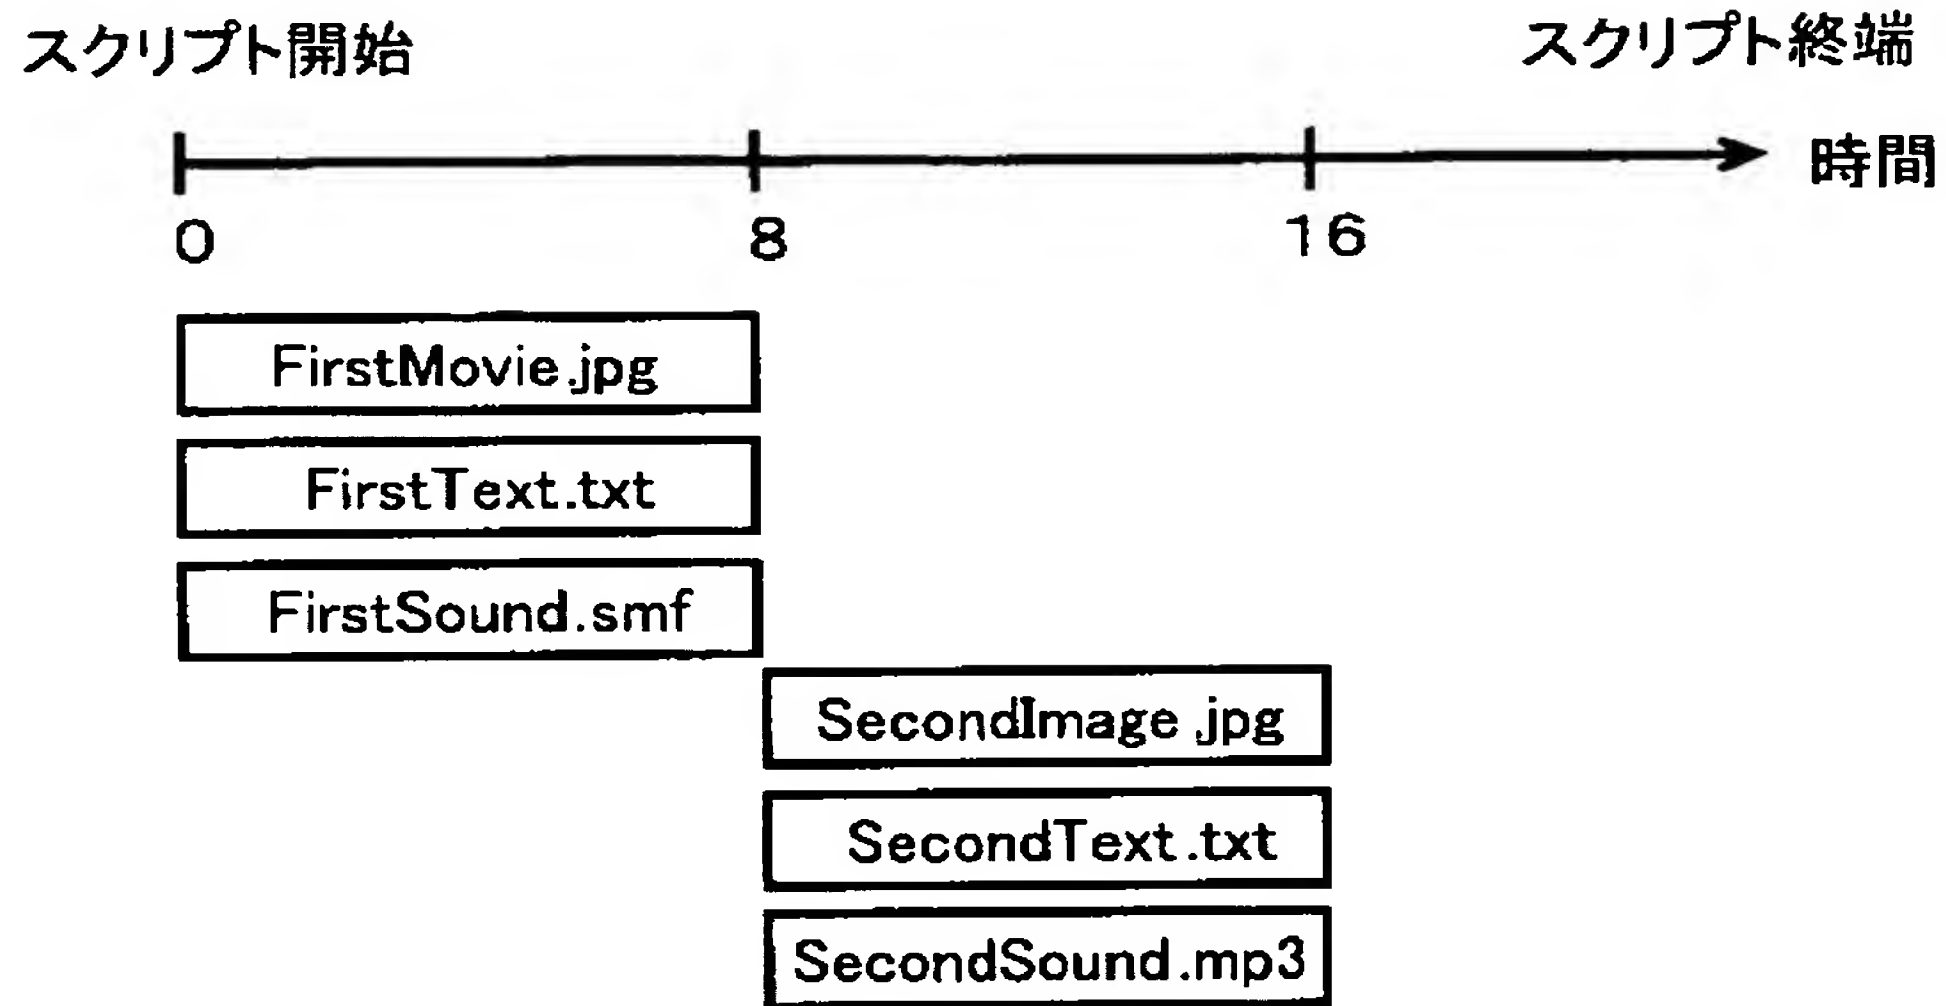 スクリプト開始
スクリプト終端
時間
0
8
16
FirstMovie.jpg
FirstText.txt
FirstSound.smf
SecondImage.jpg
SecondText.txt
SecondSound.mp3